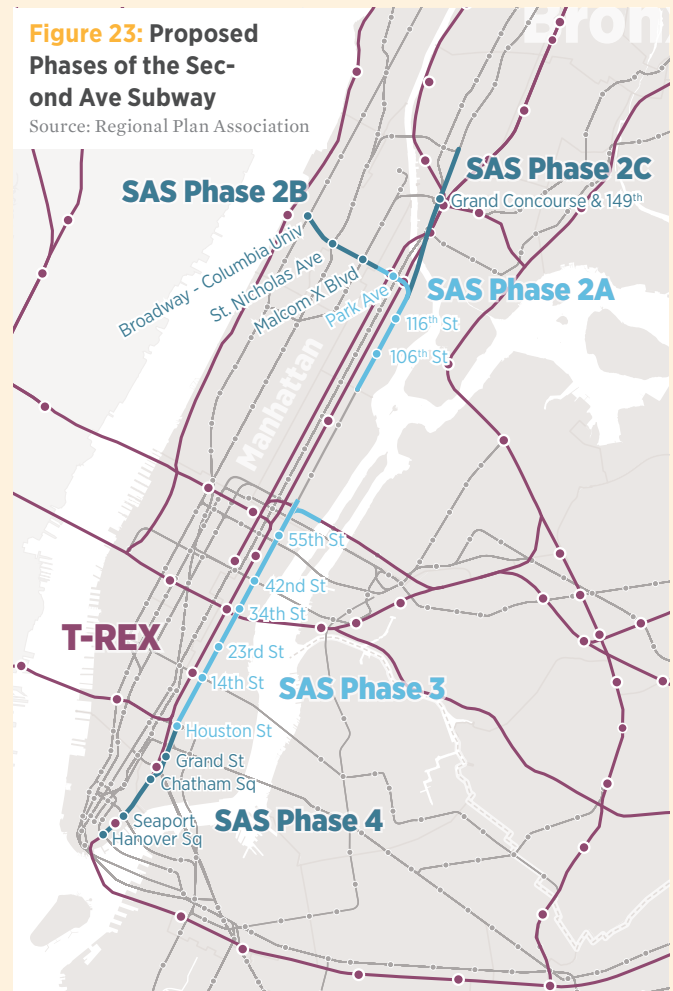 Figure 23: Proposed
Phases of the Sec-
ond Ave Subway
Source: Regional Plan Association
SAS Phase 2B
SAS Phase 2C
Grand Concourse & 149th
Broadway - Columbia Univ
St. Nicholas Ave
Malcom X Blvd
Park Ave
SAS Phase 2A
116th St
106th St
Manhattan
55th St
42nd St
34th St
T-REX
23rd St
14th St
SAS Phase 3
Houston St
Grand St
Chatham Sq
Seaport
SAS Phase 4
Hanover Sq